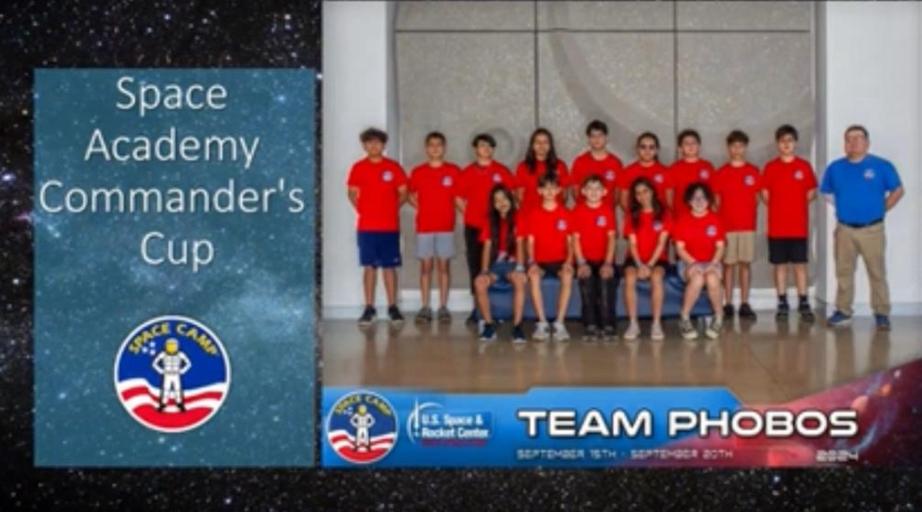 Space
Academy
Commander's
Cup
SPACE CAMP
SPACE CAMP
U.S. Space &
Rocket Center
TEAM PHOBOS
SEPTEMBER 15TH - SEPTEMBER 20TH
2024